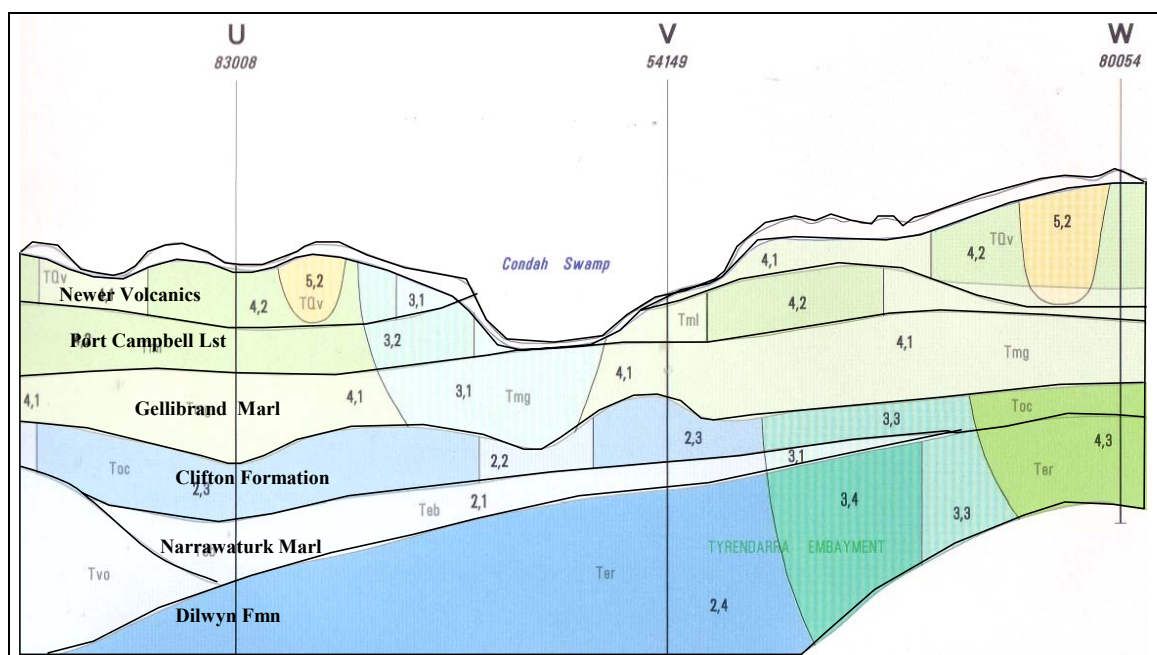 U V W
83008 54149 80054
Condah Swamp
5,2
TQv
4,2
4,1
TQv
5,2
TQv
4,2
3,1
Newer Volcanics
4,2
Tml
Port Campbell Lst
3,2
4,1
4,1
Tmg
4,1
3,1
Tmg
4,1
4,1
Gellibrand Marl
Toc
3,3
2,3
4,3
Toc
2,2
3,1
Ter
Clifton Formation
2,3
2,1
Teb
3,4
3,3
Narrawaturk Marl
TYRENDARRA EMBAYMENT
Tvo
Ter
2,4
Dilwyn Fmn